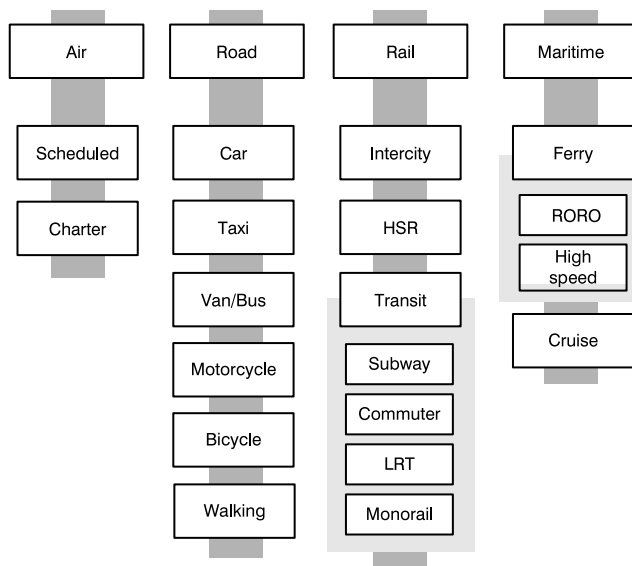 Air
Scheduled
Charter
Road
Car
Taxi
Van/Bus
Motorcycle
Bicycle
Walking
Rail
Intercity
HSR
Transit
Subway
Commuter
LRT
Monorail
Maritime
Ferry
RORO
High
speed
Cruise